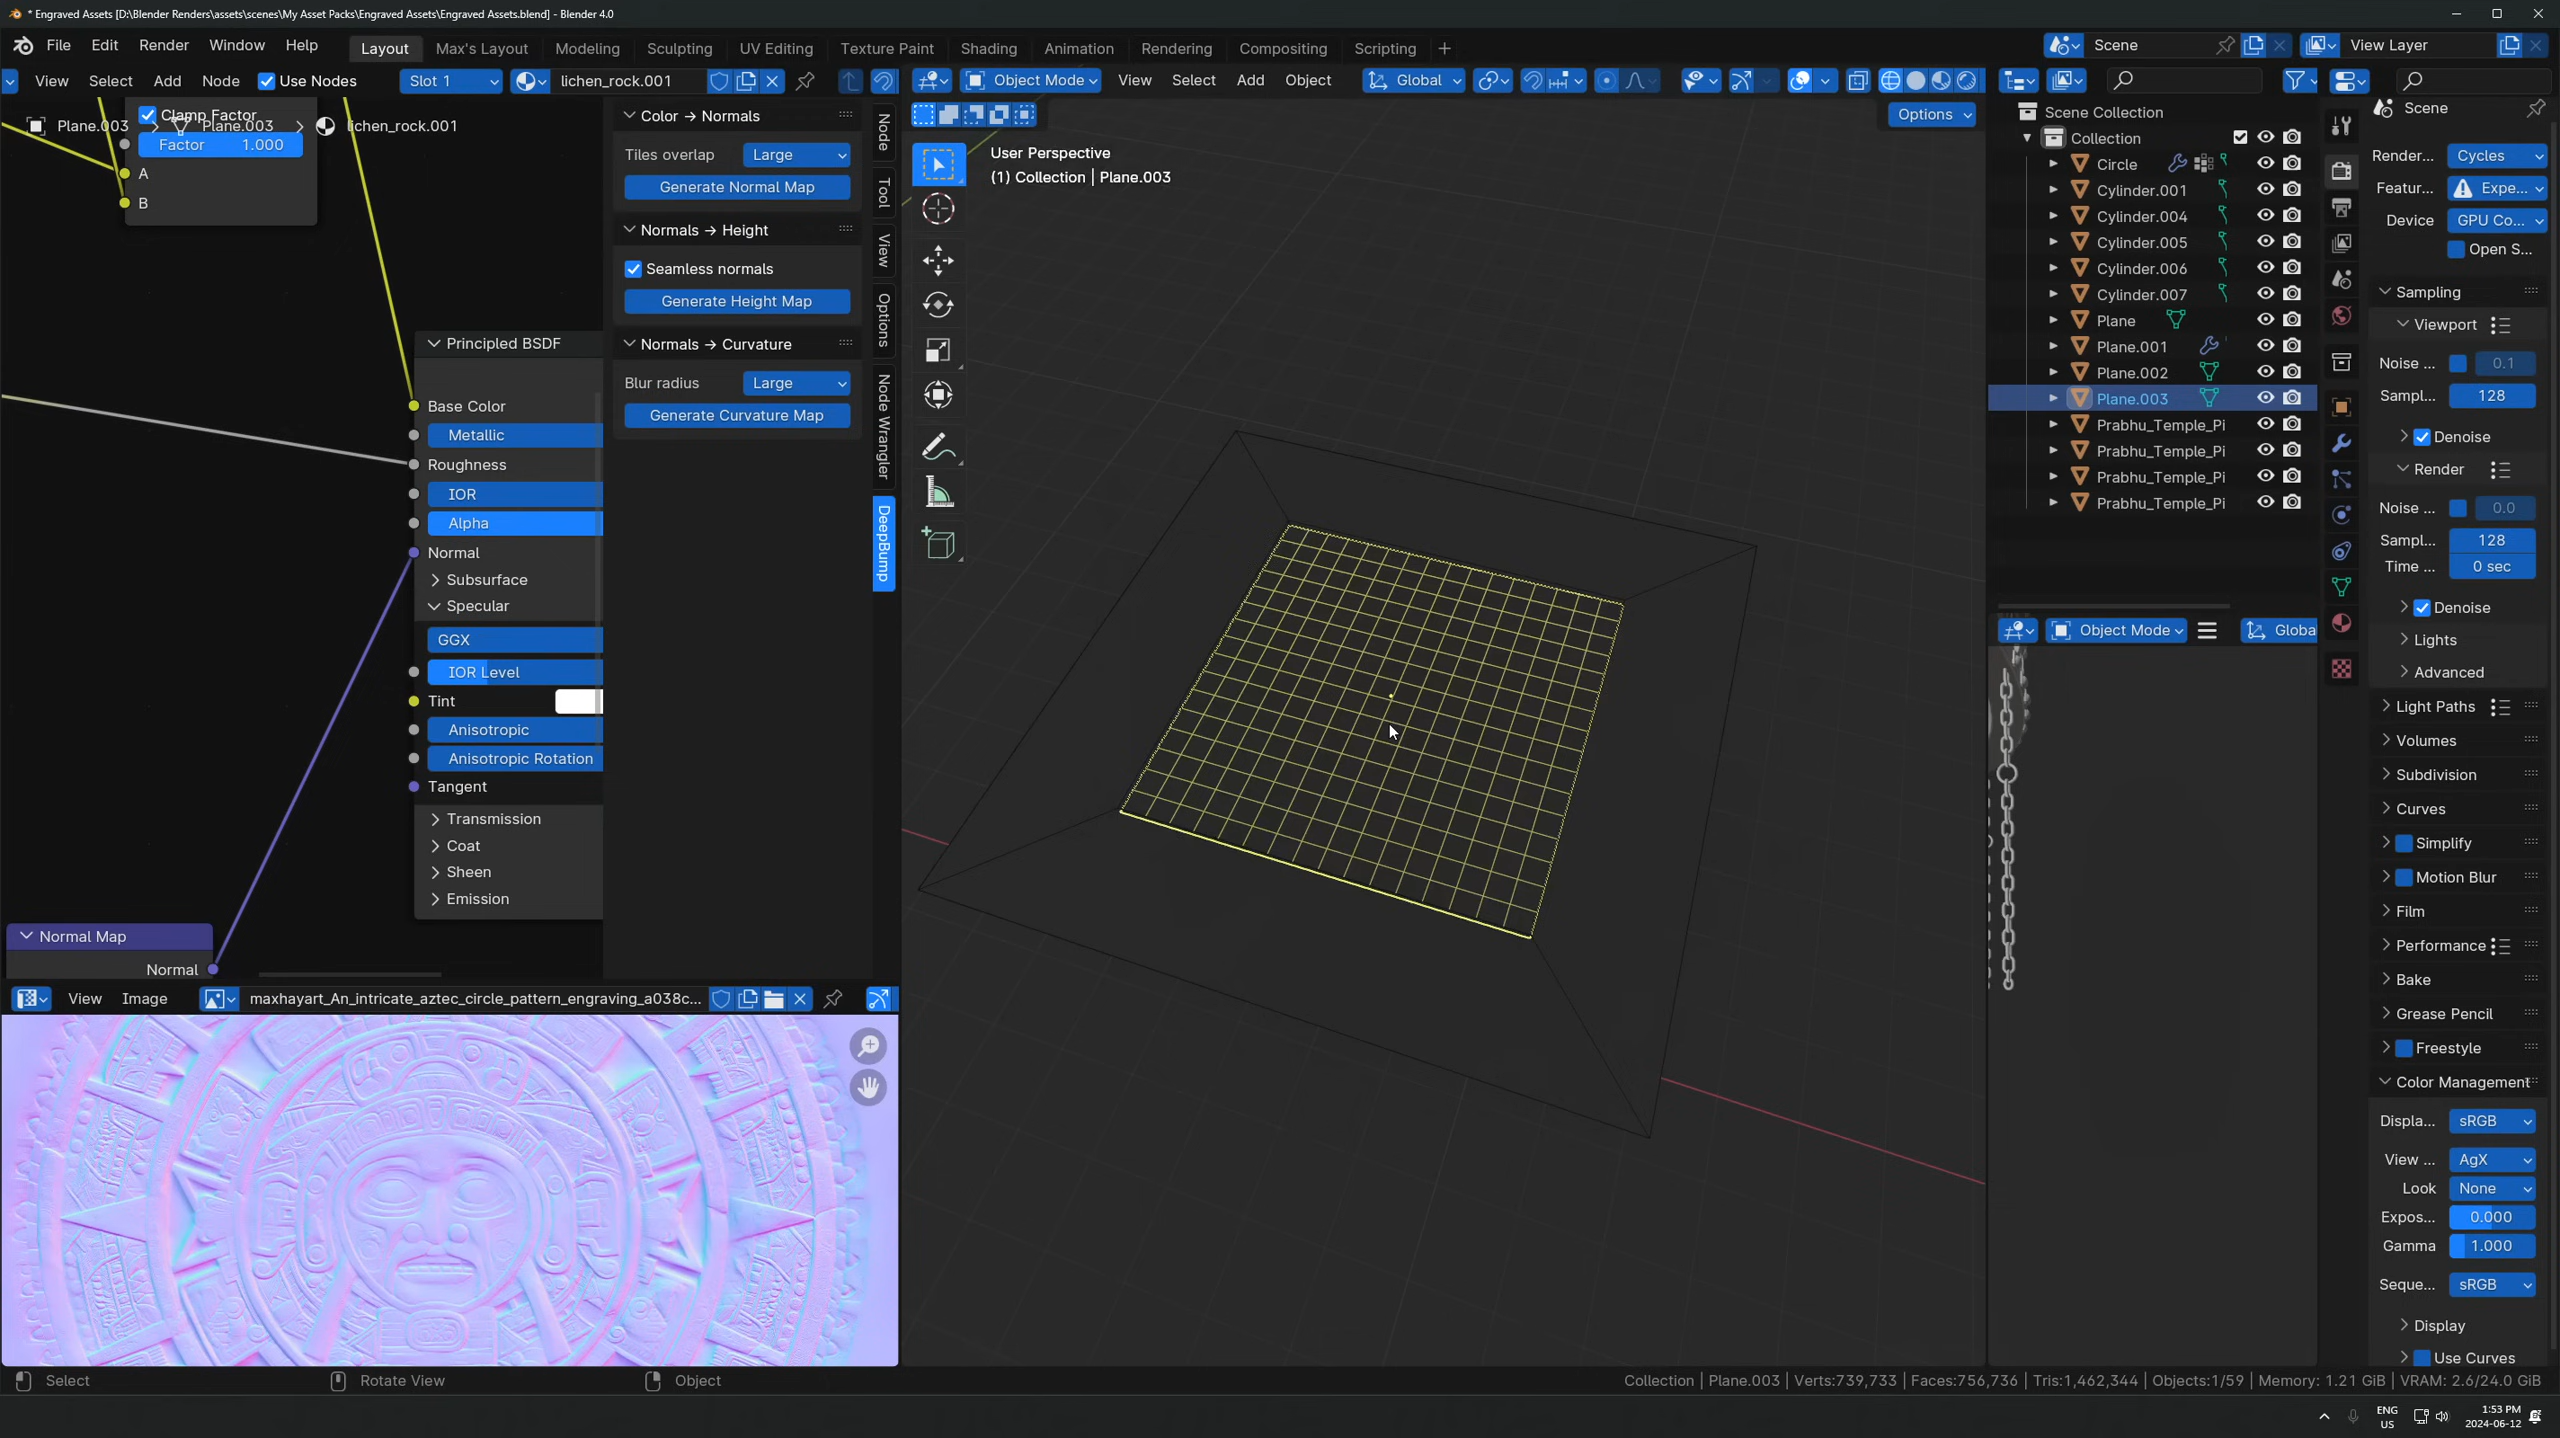 * Engraved Assets [D:\Blender Renders\assets\scenes\My Asset Packs\Engraved Assets\Engraved Assets.blend] - Blender 4.0
File Edit Render Window Help
Layout Max's Layout Modeling Sculpting UV Editing Texture Paint Shading Animation Rendering Compositing Scripting +
Scene
View Layer
View Select Add Node Use Nodes
Slot 1
lichen_rock.001
Clamp Factor
Plane.003 > Plane.003 > lichen_rock.001
Factor 1.000
A
B
Principled BSDF
Base Color
Metallic
Roughness
IOR
Alpha
Normal
Subsurface
Specular
GGX
IOR Level
Tint
Anisotropic
Anisotropic Rotation
Tangent
Transmission
Coat
Sheen
Emission
Normal Map
Normal
Color → Normals
Tiles overlap Large
Generate Normal Map
Normals → Height
Seamless normals
Generate Height Map
Normals → Curvature
Blur radius Large
Generate Curvature Map
Node
Tool
View
Options
Node Wrangler
DeepBump
View Image
maxhayart_An_intricate_aztec_circle_pattern_engraving_a038c...
Object Mode View Select Add Object
Global
Options
User Perspective
(1) Collection | Plane.003
Scene Collection
Collection
Circle
Cylinder.001
Cylinder.004
Cylinder.005
Cylinder.006
Cylinder.007
Plane
Plane.001
Plane.002
Plane.003
Prabhu_Temple_Pi
Prabhu_Temple_Pi
Prabhu_Temple_Pi
Prabhu_Temple_Pi
Object Mode
Globa
Scene
Render... Cycles
Featur... Expe...
Device GPU Co...
Open S...
Sampling
Viewport
Noise ... 0.1
Sampl... 128
Denoise
Render
Noise ... 0.0
Sampl... 128
Time ... 0 sec
Denoise
Lights
Advanced
Light Paths
Volumes
Subdivision
Curves
Simplify
Motion Blur
Film
Performance
Bake
Grease Pencil
Freestyle
Color Management
Displa... sRGB
View ... AgX
Look None
Expos... 0.000
Gamma 1.000
Seque... sRGB
Display
Use Curves
Select
Rotate View
Object
Collection | Plane.003 | Verts:739,733 | Faces:756,736 | Tris:1,462,344 | Objects:1/59 | Memory: 1.21 GiB | VRAM: 2.6/24.0 GiB
ENG
US
1:53 PM
2024-06-12